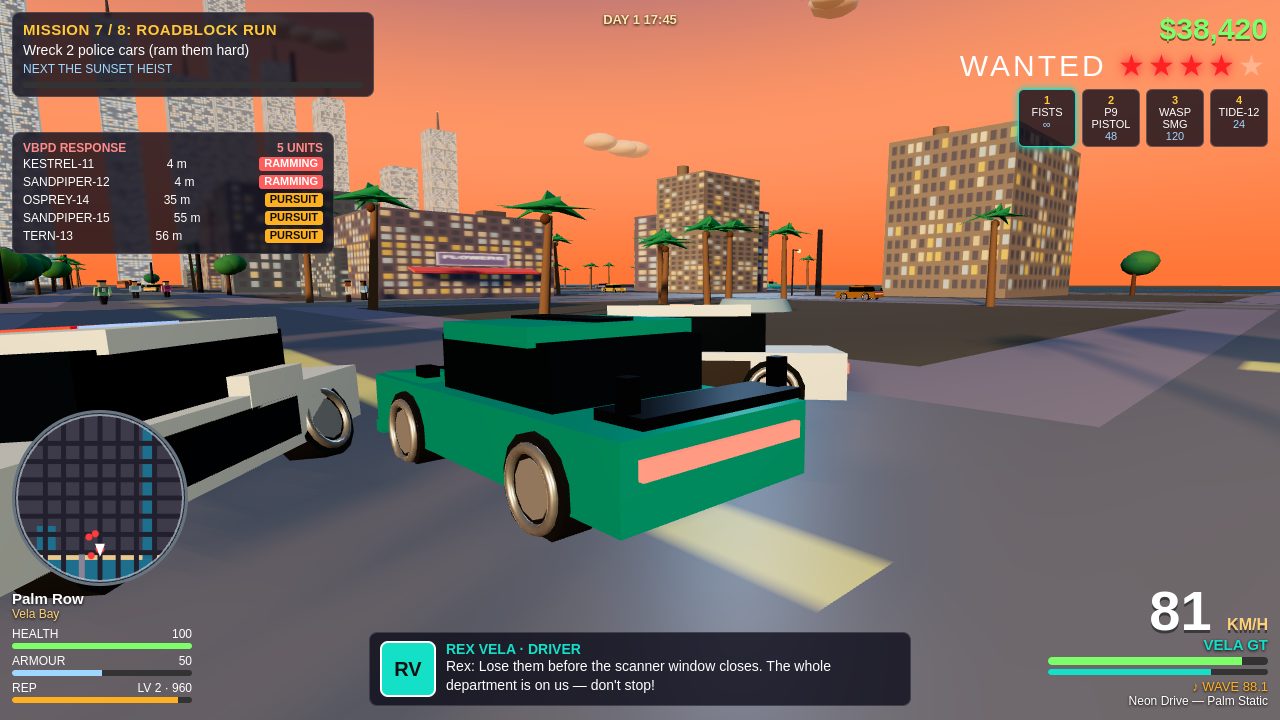 MISSION 7 / 8: ROADBLOCK RUN
Wreck 2 police cars (ram them hard)
NEXT THE SUNSET HEIST
DAY 1 17:45
$38,420
WANTED ★★★★★
1
FISTS
∞
2
P9
PISTOL
48
3
WASP
SMG
120
4
TIDE-12
24
VBPD RESPONSE 5 UNITS
KESTREL-11 4 m RAMMING
SANDPIPER-12 4 m RAMMING
OSPREY-14 35 m PURSUIT
SANDPIPER-15 55 m PURSUIT
TERN-13 56 m PURSUIT
FLOWERS
Palm Row
Vela Bay
HEALTH 100
ARMOUR 50
REP LV 2 · 960
RV
REX VELA · DRIVER
Rex: Lose them before the scanner window closes. The whole
department is on us — don't stop!
81 KM/H
VELA GT
♪ WAVE 88.1
Neon Drive — Palm Static